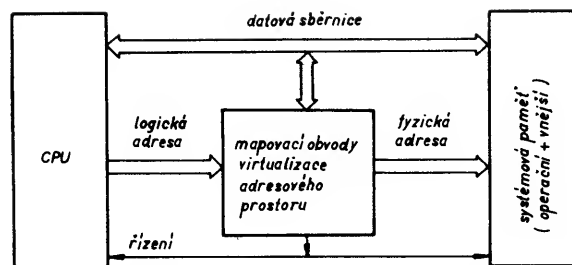 datová sběrnice
CPU
logická
adresa
mapovací obvody
virtualizace
adresového
prostoru
fyzická
adresa
systémová paměť
( operační + vnější )
řízení